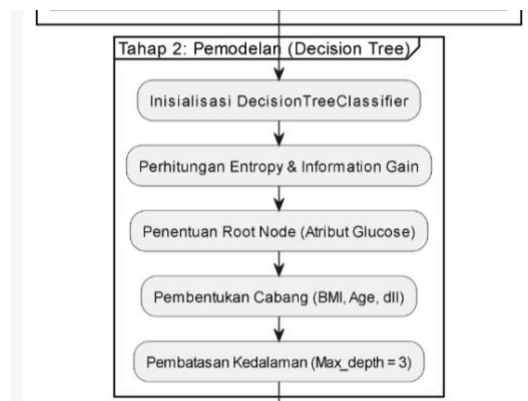 Tahap 2: Pemodelan (Decision Tree)
Inisialisasi DecisionTreeClassifier
Perhitungan Entropy & Information Gain
Penentuan Root Node (Atribut Glucose)
Pembentukan Cabang (BMI, Age, dll)
Pembatasan Kedalaman (Max_depth = 3)